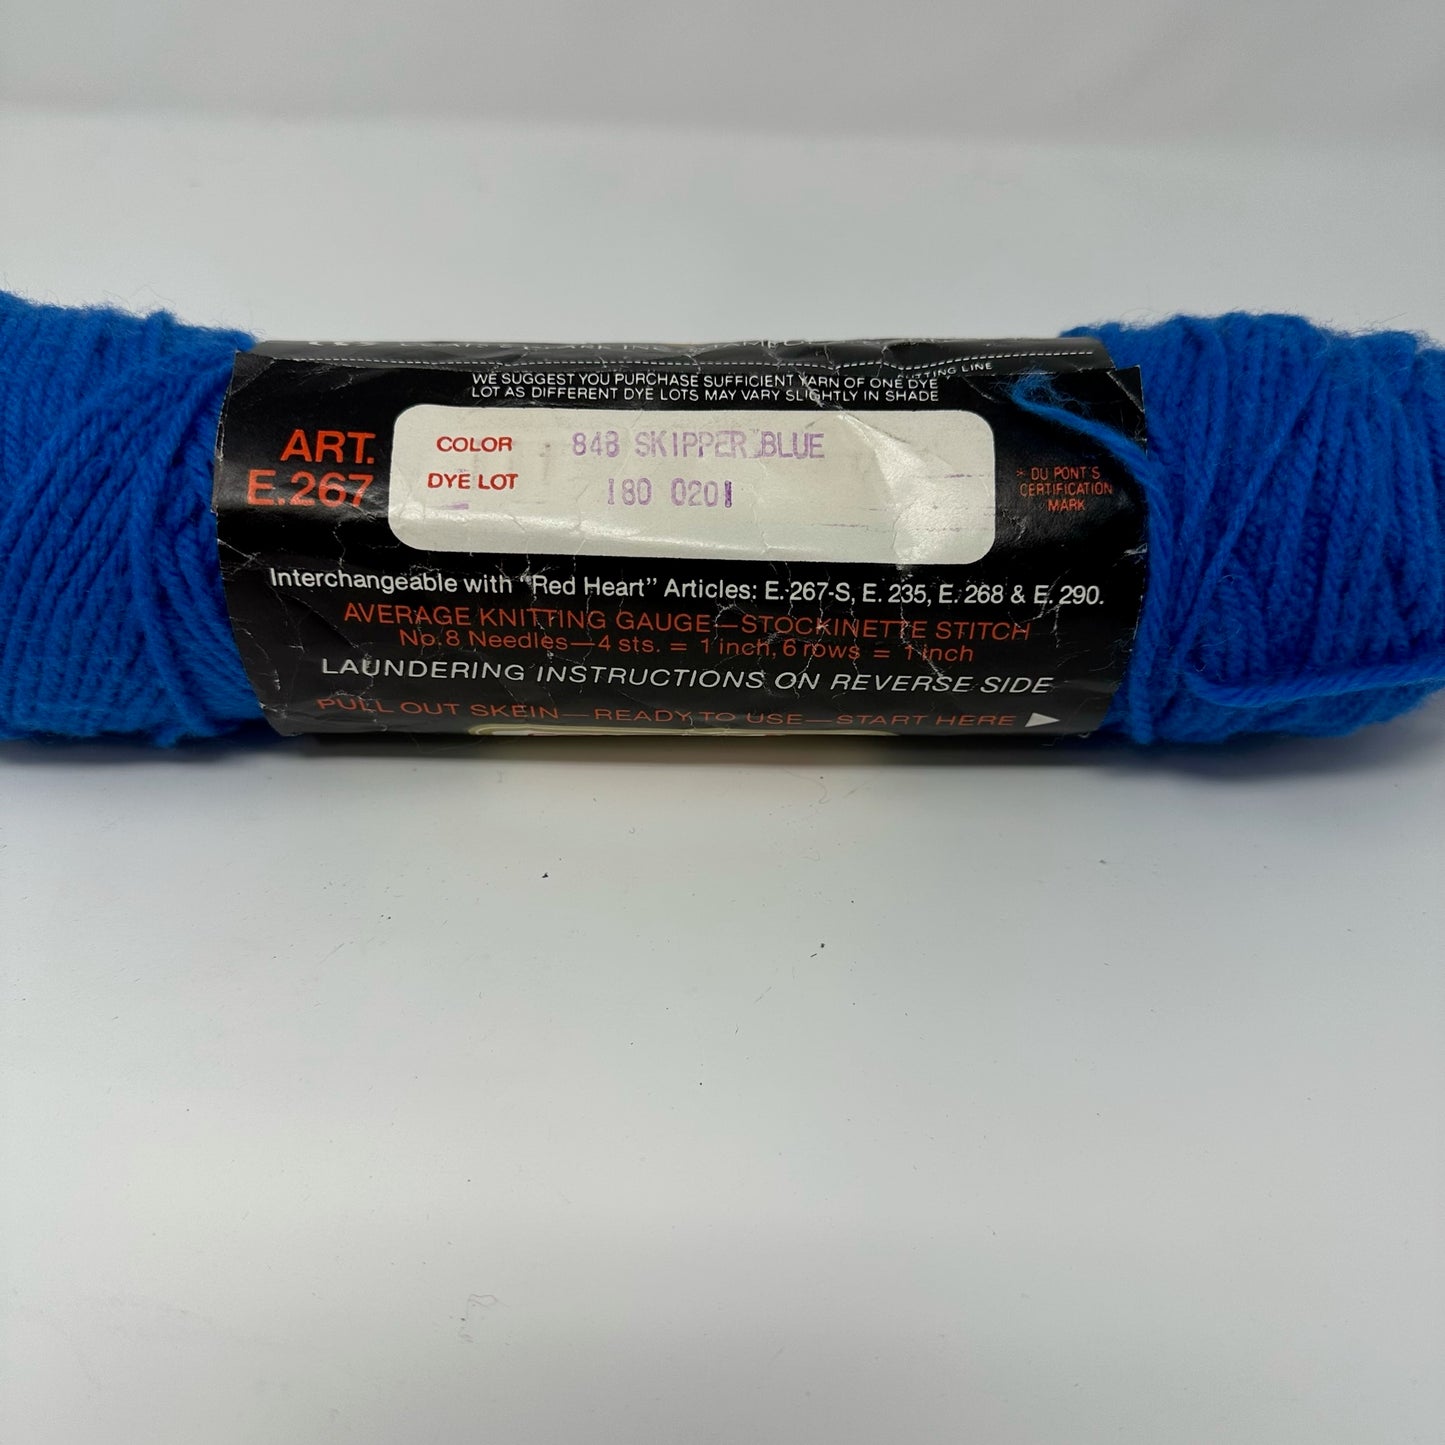 CUTTING LINE
WE SUGGEST YOU PURCHASE SUFFICIENT YARN OF ONE DYE
LOT AS DIFFERENT DYE LOTS MAY VARY SLIGHTLY IN SHADE
ART.
E.267
COLOR 848 SKIPPER BLUE
DYE LOT 180 0201
* DU PONT'S
CERTIFICATION
MARK
Interchangeable with "Red Heart" Articles: E.-267-S, E. 235, E. 268 & E. 290.
AVERAGE KNITTING GAUGE—STOCKINETTE STITCH
No. 8 Needles—4 sts. = 1 inch, 6 rows = 1 inch
LAUNDERING INSTRUCTIONS ON REVERSE SIDE
PULL OUT SKEIN—READY TO USE—START HERE